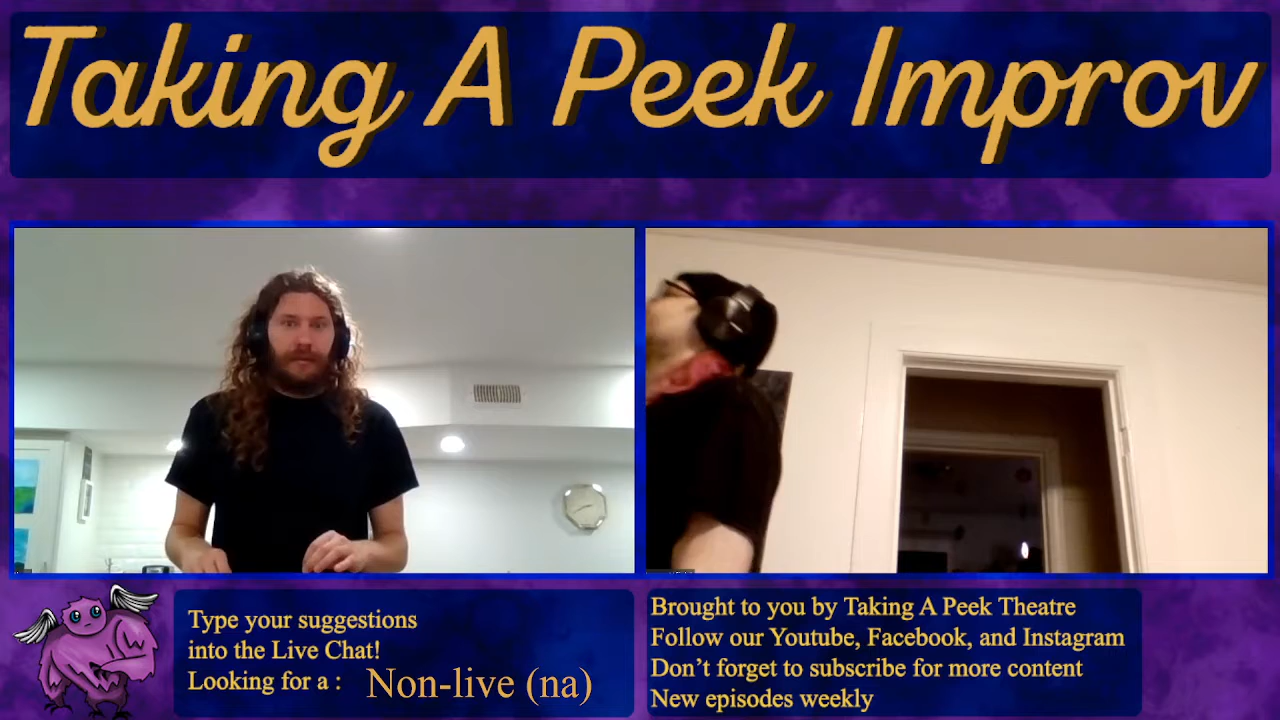 Taking A Peek Improv
Type your suggestions
into the Live Chat!
Looking for a : Non-live (na)
Brought to you by Taking A Peek Theatre
Follow our Youtube, Facebook, and Instagram
Don’t forget to subscribe for more content
New episodes weekly